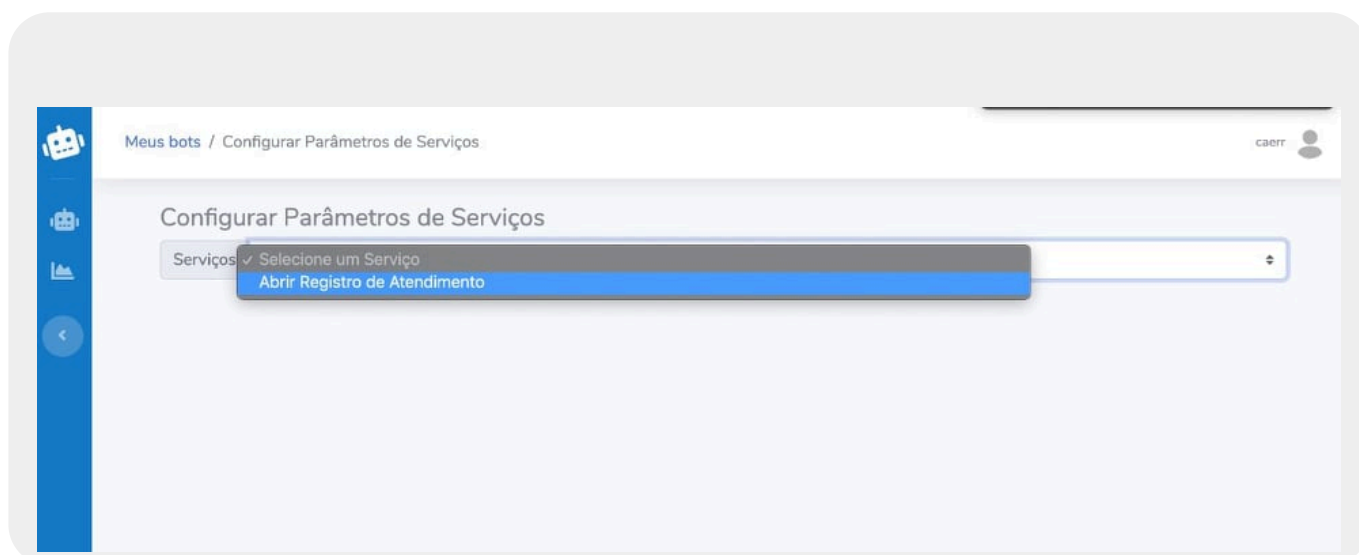 Meus bots / Configurar Parâmetros de Serviços
caerr
Configurar Parâmetros de Serviços
Serviços
✓ Selecione um Serviço
Abrir Registro de Atendimento